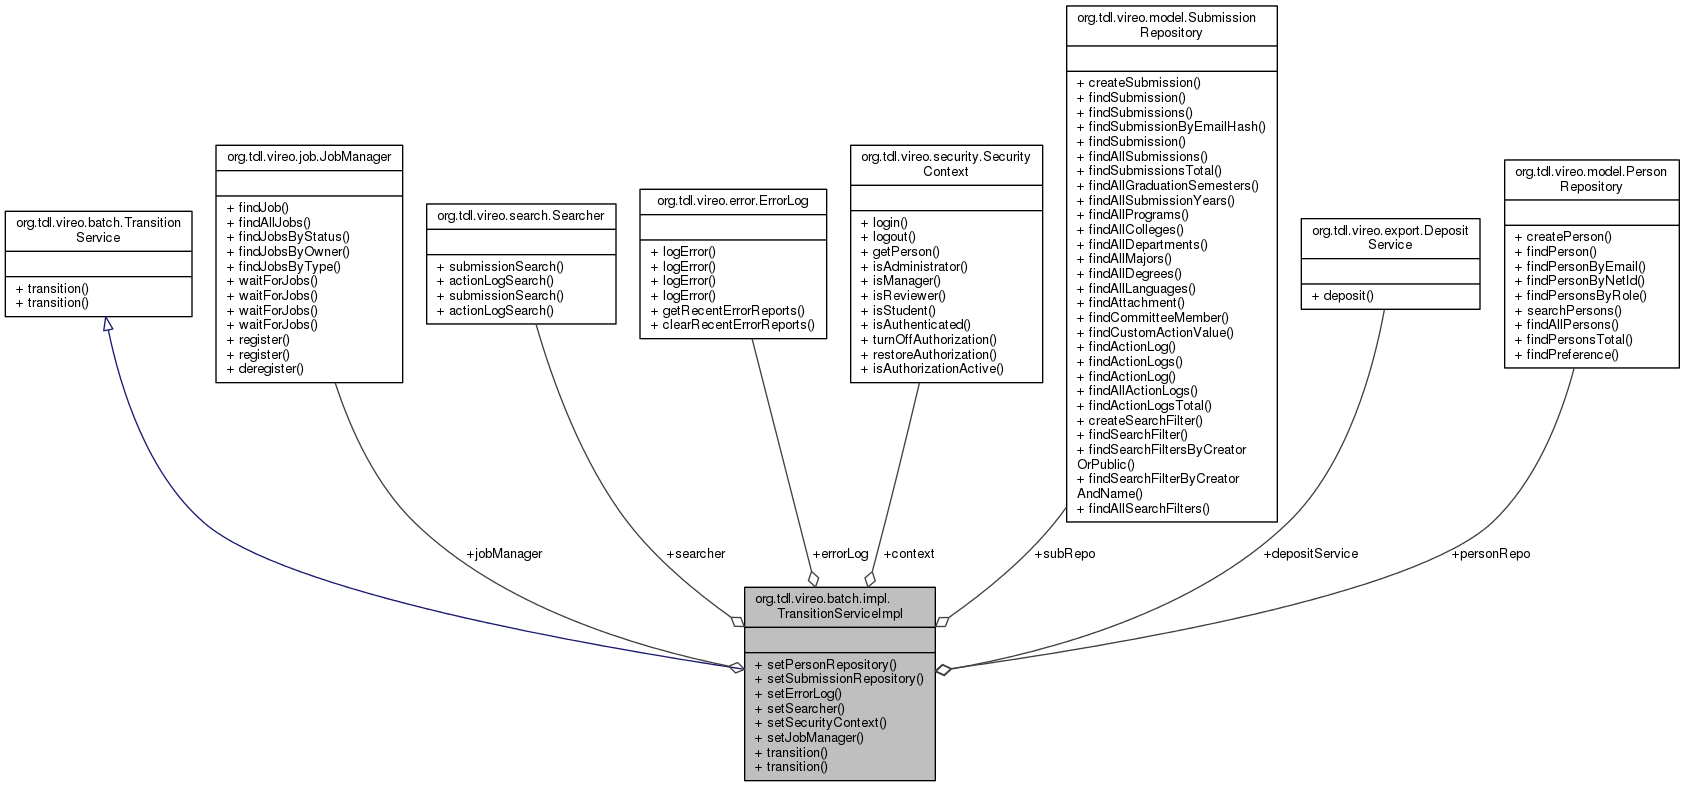 org.tdl.vireo.batch.Transition
Service
+ transition()
+ transition()
org.tdl.vireo.job.JobManager
+ findJob()
+ findAllJobs()
+ findJobsByStatus()
+ findJobsByOwner()
+ findJobsByType()
+ waitForJobs()
+ waitForJobs()
+ waitForJobs()
+ waitForJobs()
+ register()
+ register()
+ deregister()
org.tdl.vireo.search.Searcher
+ submissionSearch()
+ actionLogSearch()
+ submissionSearch()
+ actionLogSearch()
org.tdl.vireo.error.ErrorLog
+ logError()
+ logError()
+ logError()
+ logError()
+ getRecentErrorReports()
+ clearRecentErrorReports()
org.tdl.vireo.security.Security
Context
+ login()
+ logout()
+ getPerson()
+ isAdministrator()
+ isManager()
+ isReviewer()
+ isStudent()
+ isAuthenticated()
+ turnOffAuthorization()
+ restoreAuthorization()
+ isAuthorizationActive()
org.tdl.vireo.model.Submission
Repository
+ createSubmission()
+ findSubmission()
+ findSubmissions()
+ findSubmissionByEmailHash()
+ findSubmission()
+ findAllSubmissions()
+ findSubmissionsTotal()
+ findAllGraduationSemesters()
+ findAllSubmissionYears()
+ findAllPrograms()
+ findAllColleges()
+ findAllDepartments()
+ findAllMajors()
+ findAllDegrees()
+ findAllLanguages()
+ findAttachment()
+ findCommitteeMember()
+ findCustomActionValue()
+ findActionLog()
+ findActionLogs()
+ findActionLog()
+ findAllActionLogs()
+ findActionLogsTotal()
+ createSearchFilter()
+ findSearchFilter()
+ findSearchFiltersByCreator
OrPublic()
+ findSearchFilterByCreator
AndName()
+ findAllSearchFilters()
org.tdl.vireo.export.Deposit
Service
+ deposit()
org.tdl.vireo.model.Person
Repository
+ createPerson()
+ findPerson()
+ findPersonByEmail()
+ findPersonByNetId()
+ findPersonsByRole()
+ searchPersons()
+ findAllPersons()
+ findPersonsTotal()
+ findPreference()
+jobManager
+searcher
+errorLog
+context
+subRepo
+depositService
+personRepo
org.tdl.vireo.batch.impl.
TransitionServiceImpl
+ setPersonRepository()
+ setSubmissionRepository()
+ setErrorLog()
+ setSearcher()
+ setSecurityContext()
+ setJobManager()
+ transition()
+ transition()